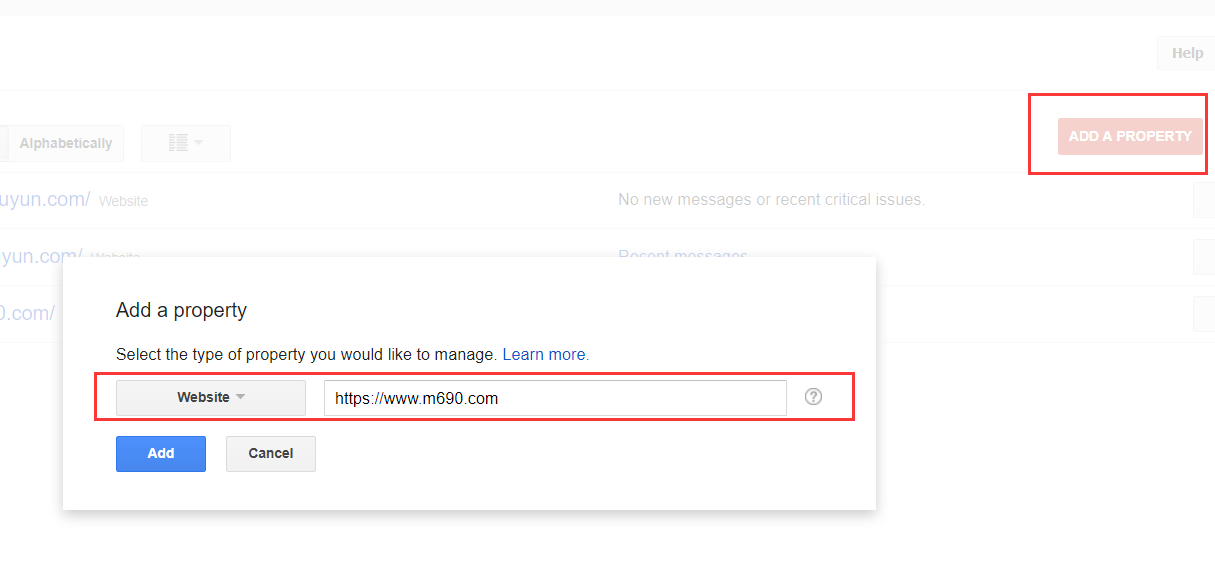 Help
Alphabetically
ADD A PROPERTY
uyun.com/ Website
No new messages or recent critical issues.
yun.com/ Website
Recent messages
0.com/
Add a property
Select the type of property you would like to manage. Learn more.
Website
https://www.m690.com
?
Add
Cancel